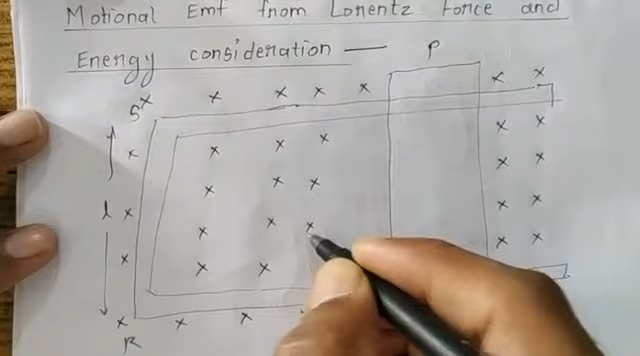 Motional Emf from Lorentz Force and
Energy consideration —
P
S
l
R